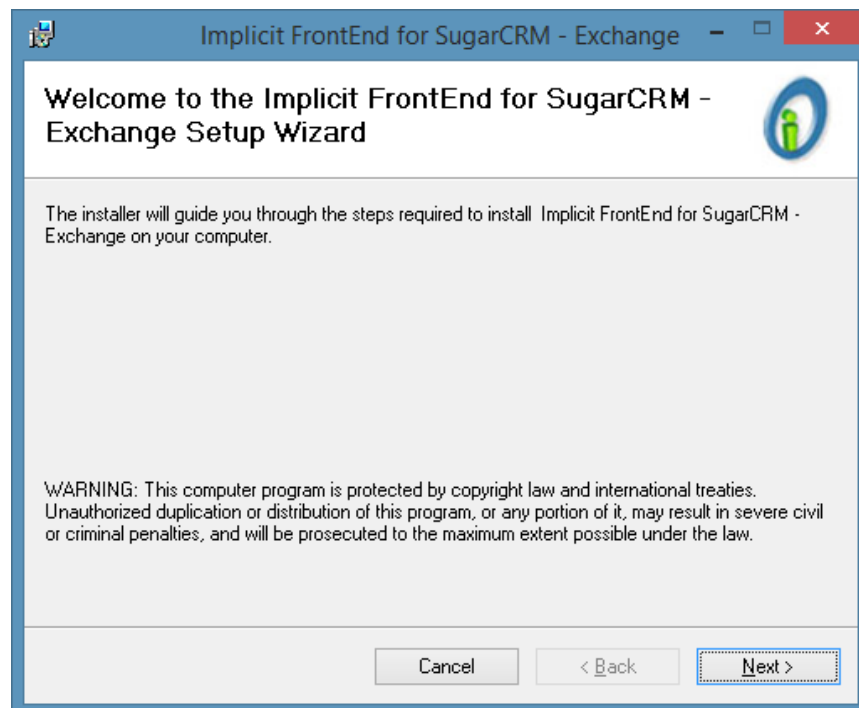 Implicit FrontEnd for SugarCRM - Exchange
Welcome to the Implicit FrontEnd for SugarCRM -
Exchange Setup Wizard
The installer will guide you through the steps required to install  Implicit FrontEnd for SugarCRM -
Exchange on your computer.
WARNING: This computer program is protected by copyright law and international treaties.
Unauthorized duplication or distribution of this program, or any portion of it, may result in severe civil
or criminal penalties, and will be prosecuted to the maximum extent possible under the law.
Cancel
< Back
Next >